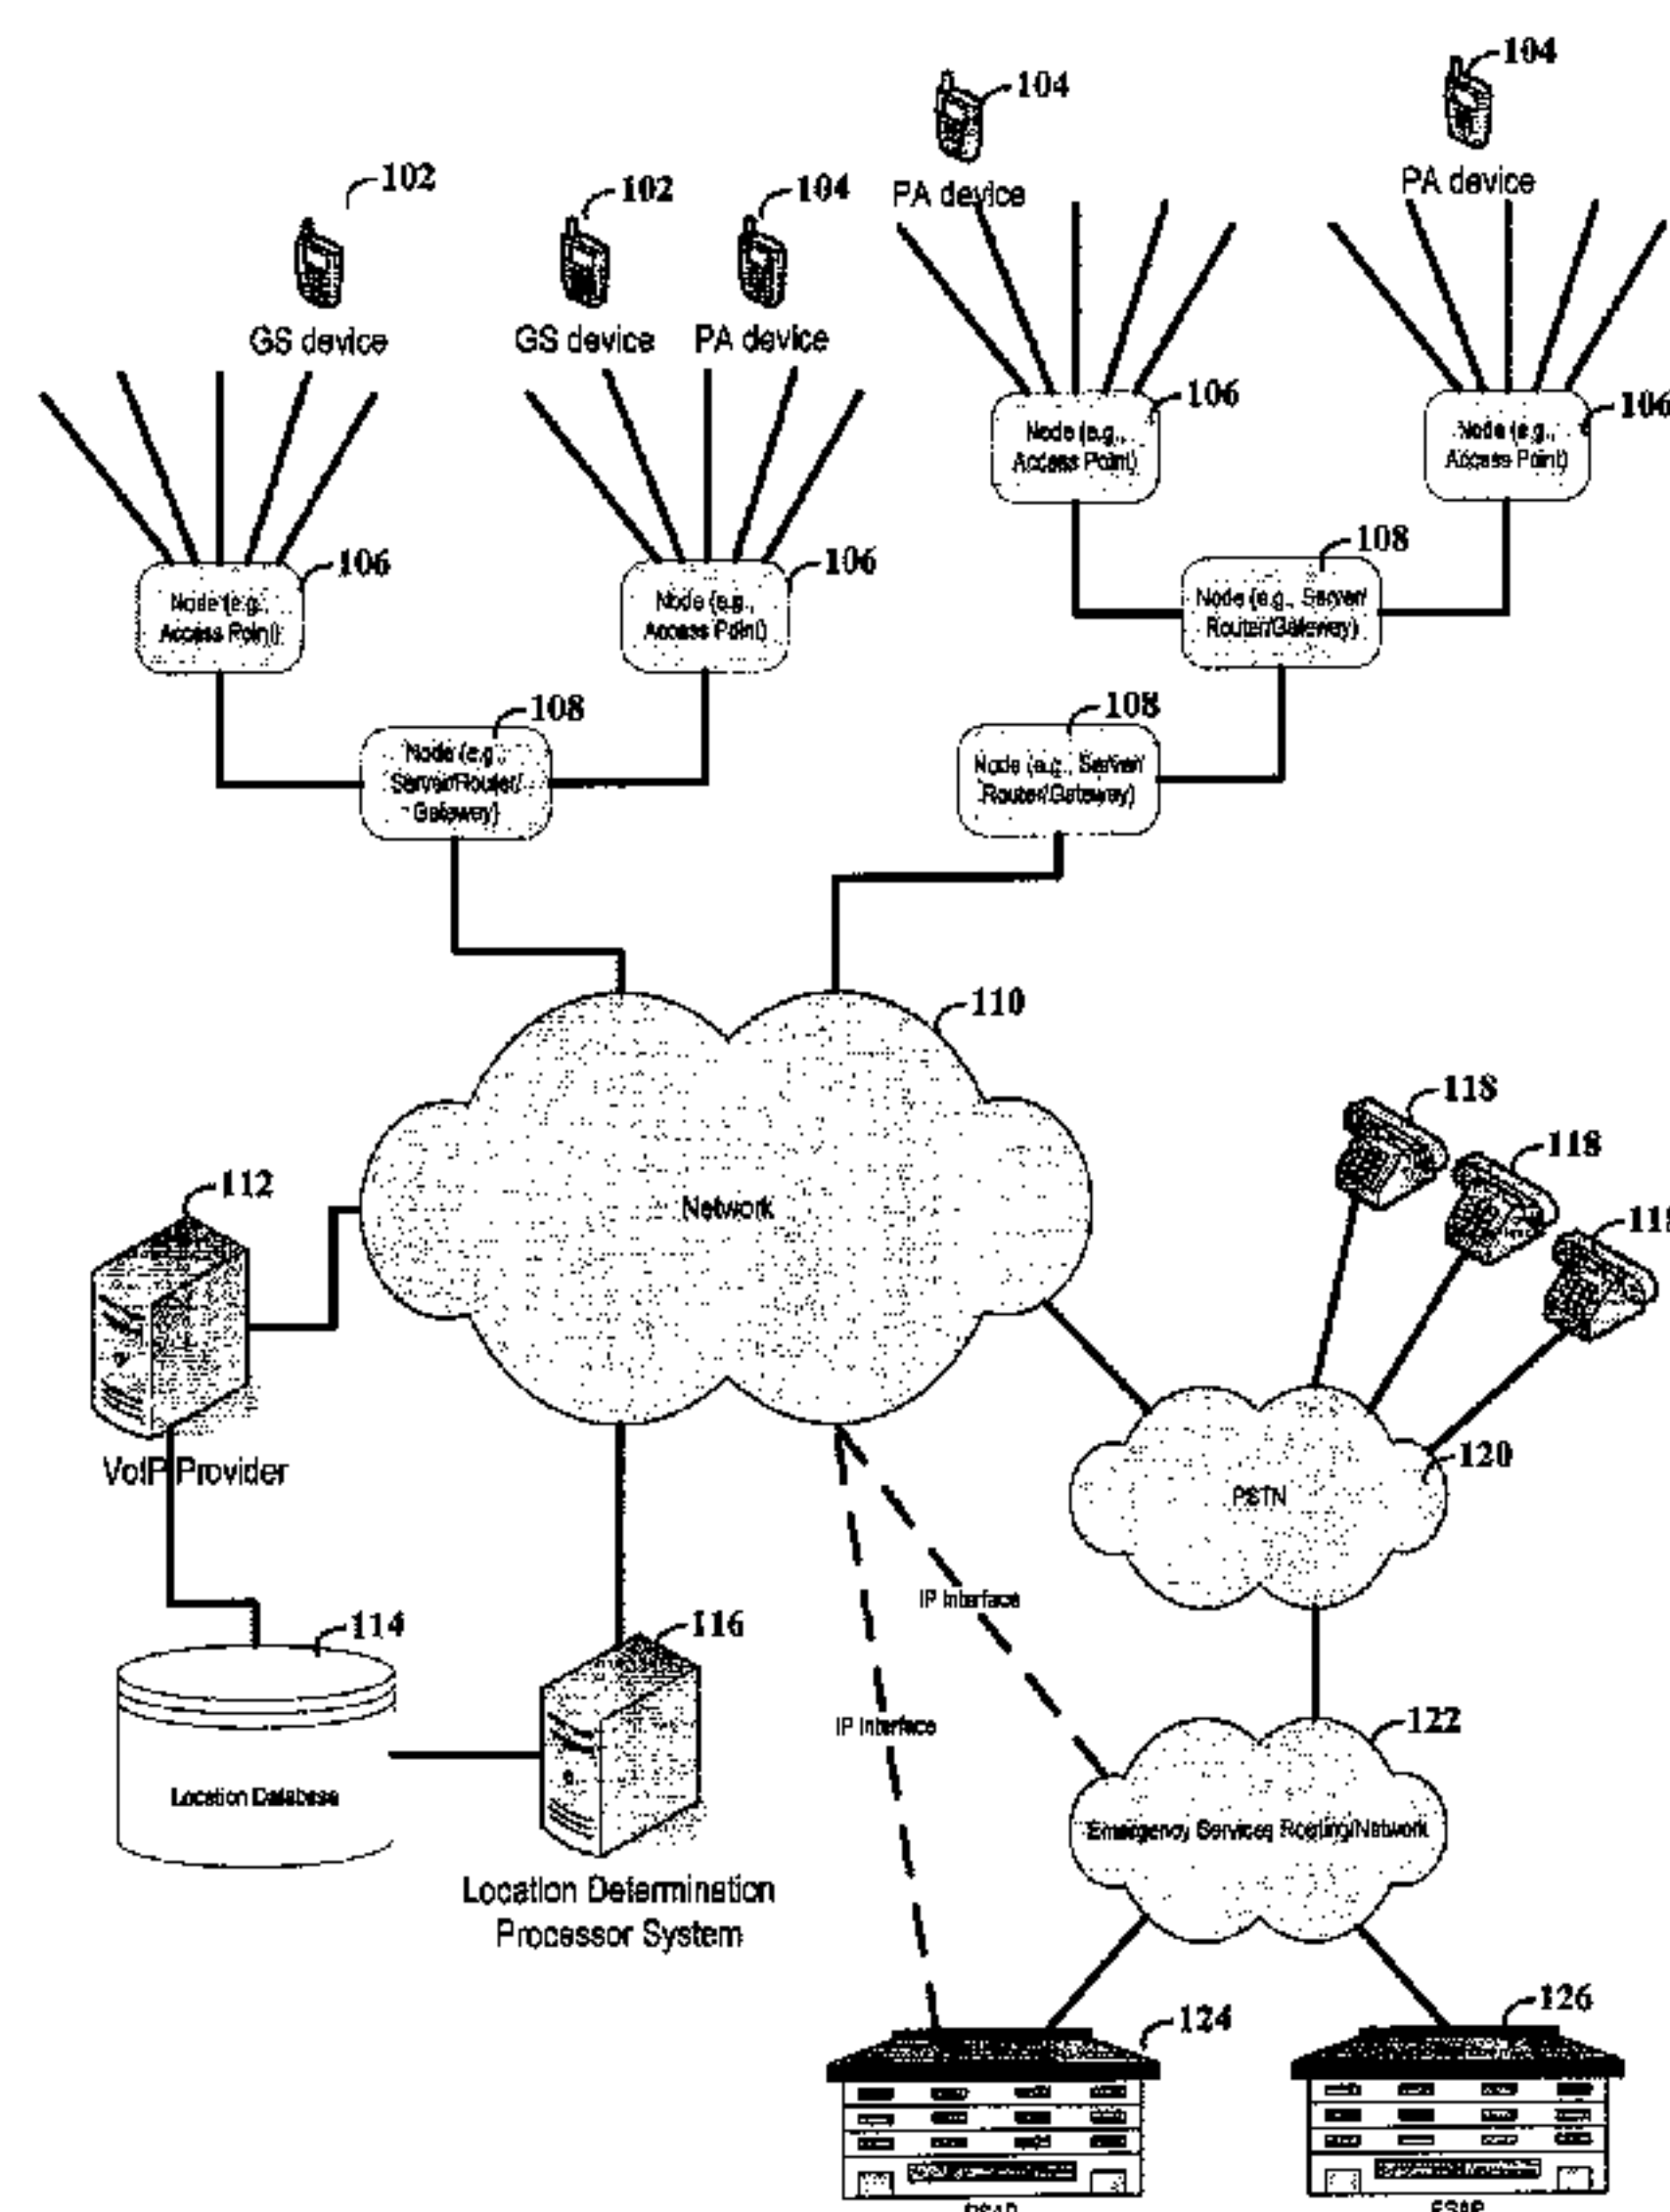 104
104
PA device
PA device
102
102
104
GS device
GS device
PA device
106
106
Node (e.g.,
Access Point)
Node (e.g.,
Access Point)
108
Node (e.g., Server/
Router/Gateway)
106
106
Node (e.g.,
Access Point)
Node (e.g.,
Access Point)
108
108
Node (e.g.,
Server/Router/
Gateway)
Node (e.g., Server/
Router/Gateway)
110
Network
118
118
118
112
VoIP Provider
120
PSTN
IP Interface
114
116
IP Interface
122
Location Database
Emergency Services Routing/Network
Location Determination
Processor System
124
126
PSAP